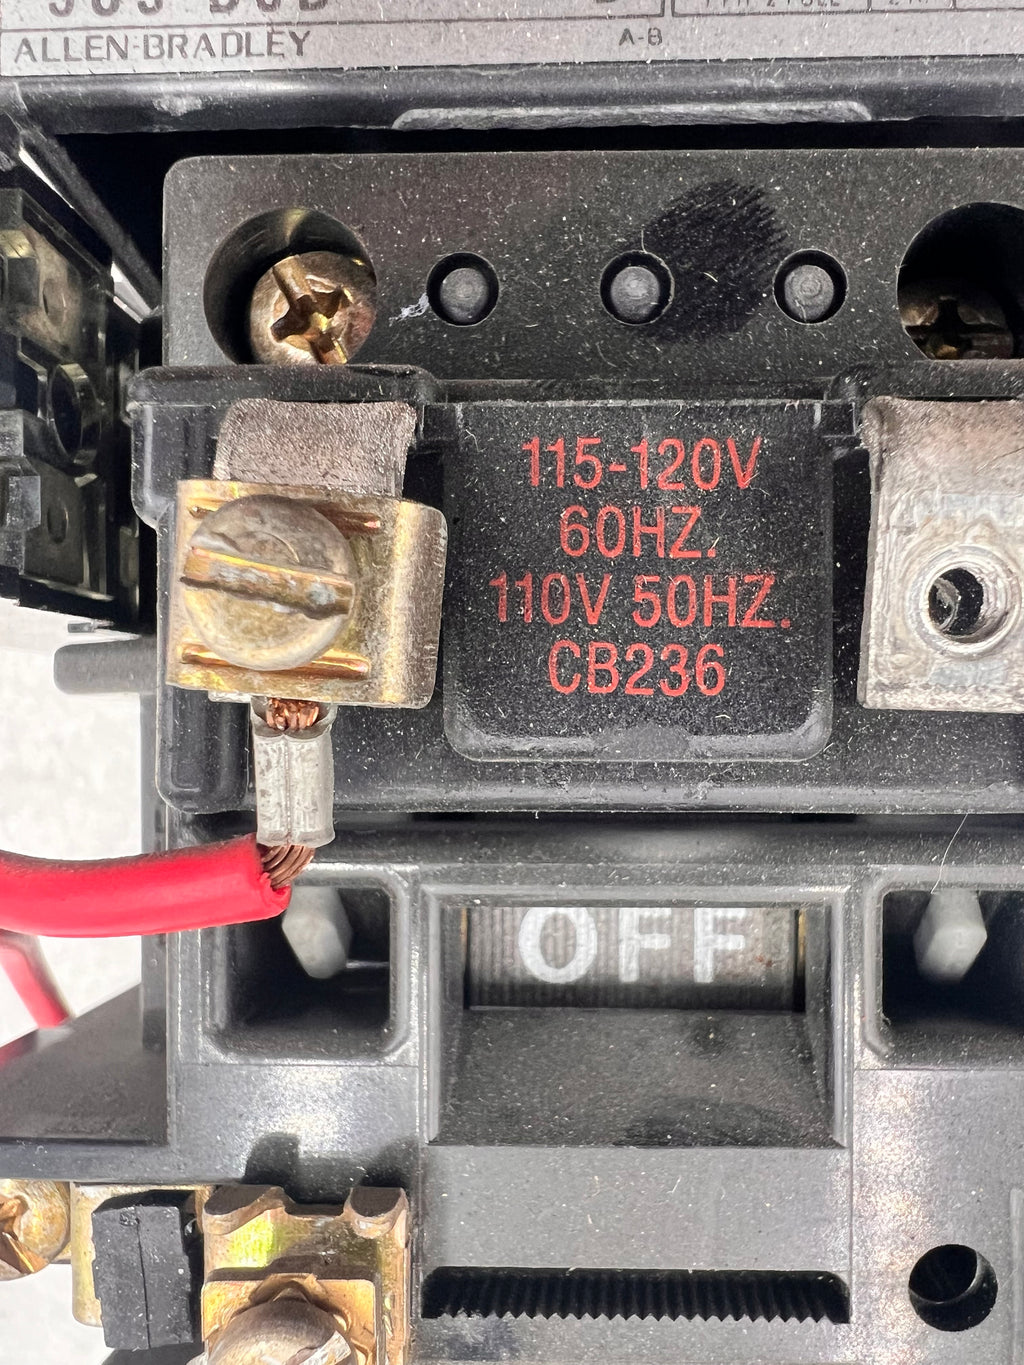 ALLEN-BRADLEY A-B
115-120V
60HZ.
110V 50HZ.
CB236
OFF